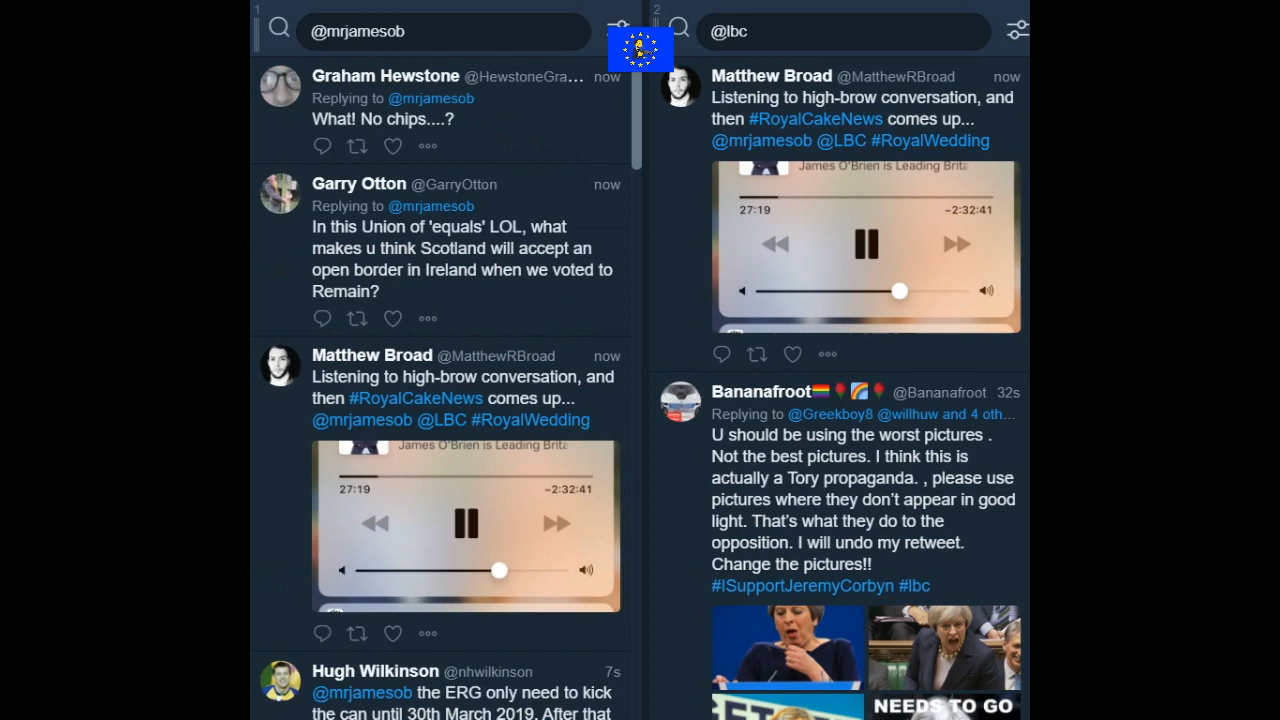 1
@mrjamesob
Graham Hewstone @HewstoneGra... now
Replying to @mrjamesob
What! No chips....?
Garry Otton @GarryOtton now
Replying to @mrjamesob
In this Union of 'equals' LOL, what
makes u think Scotland will accept an
open border in Ireland when we voted to
Remain?
Matthew Broad @MatthewRBroad now
Listening to high-brow conversation, and
then #RoyalCakeNews comes up...
@mrjamesob @LBC #RoyalWedding
James O'Brien is Leading Brita
27:19 -2:32:41
Hugh Wilkinson @nhwilkinson 7s
@mrjamesob the ERG only need to kick
the can until 30th March 2019. After that
2
@lbc
Matthew Broad @MatthewRBroad now
Listening to high-brow conversation, and
then #RoyalCakeNews comes up...
@mrjamesob @LBC #RoyalWedding
James O'Brien is Leading Brita
27:19 -2:32:41
Bananafroot @Bananafroot 32s
Replying to @Greekboy8 @willhuw and 4 oth...
U should be using the worst pictures .
Not the best pictures. I think this is
actually a Tory propaganda. , please use
pictures where they don’t appear in good
light. That’s what they do to the
opposition. I will undo my retweet.
Change the pictures!!
#ISupportJeremyCorbyn #lbc
NEEDS TO GO